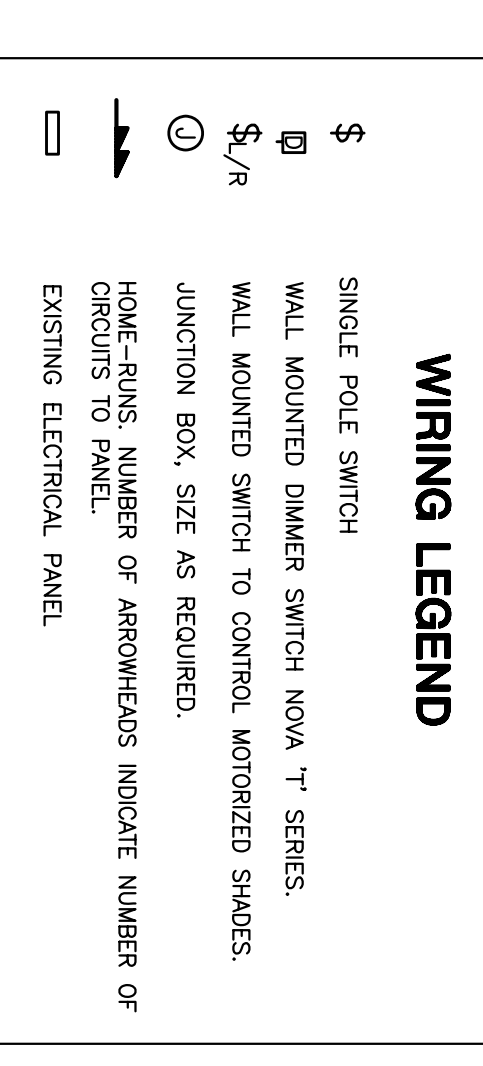 WIRING LEGEND
$ SINGLE POLE SWITCH
D WALL MOUNTED DIMMER SWITCH NOVA 'T' SERIES.
$L/R WALL MOUNTED SWITCH TO CONTROL MOTORIZED SHADES.
J JUNCTION BOX, SIZE AS REQUIRED.
HOME-RUNS. NUMBER OF ARROWHEADS INDICATE NUMBER OF
CIRCUITS TO PANEL.
EXISTING ELECTRICAL PANEL